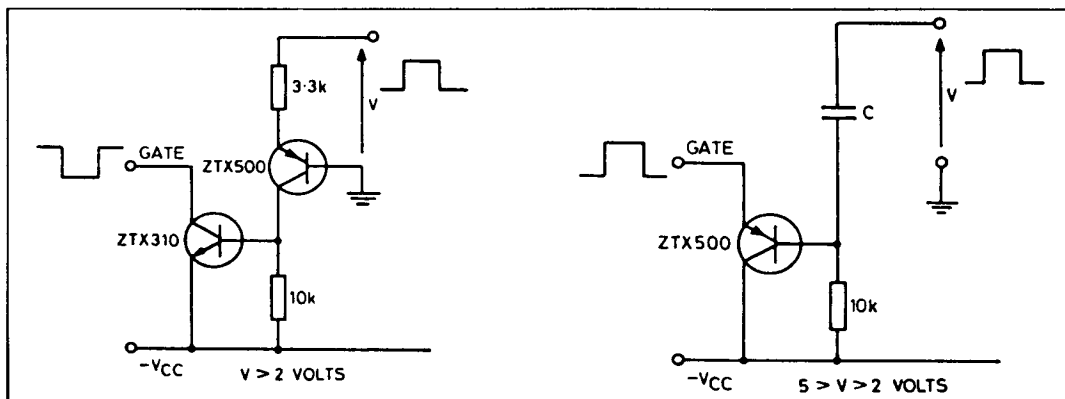 3·3k
V
GATE
ZTX500
ZTX310
10k
-VCC
V > 2 VOLTS
C
V
GATE
ZTX500
10k
-VCC
5 > V > 2 VOLTS